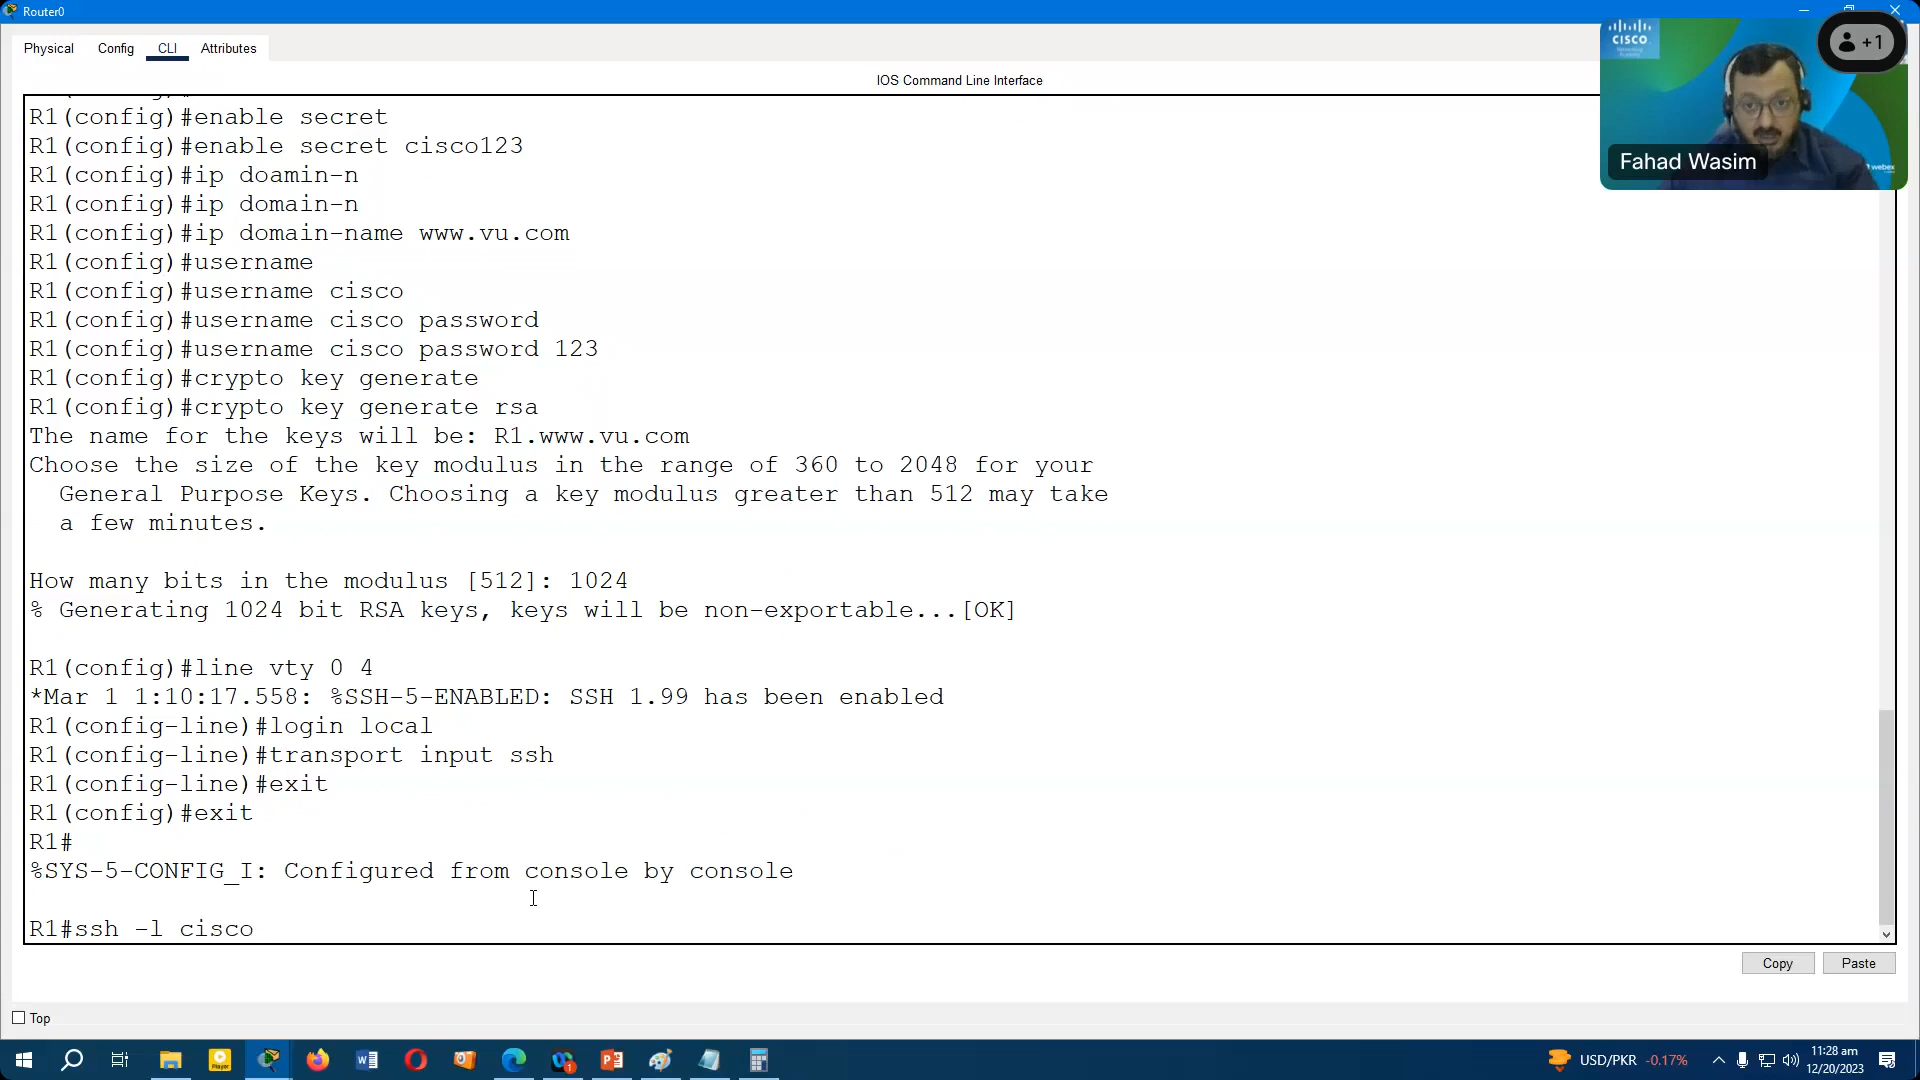 Router0
Physical Config CLI Attributes
IOS Command Line Interface
CISCO
+1
Fahad Wasim
webex
R1(config)#enable secret
R1(config)#enable secret cisco123
R1(config)#ip doamin-n
R1(config)#ip domain-n
R1(config)#ip domain-name www.vu.com
R1(config)#username
R1(config)#username cisco
R1(config)#username cisco password
R1(config)#username cisco password 123
R1(config)#crypto key generate
R1(config)#crypto key generate rsa
The name for the keys will be: R1.www.vu.com
Choose the size of the key modulus in the range of 360 to 2048 for your
General Purpose Keys. Choosing a key modulus greater than 512 may take
a few minutes.
How many bits in the modulus [512]: 1024
% Generating 1024 bit RSA keys, keys will be non-exportable...[OK]
R1(config)#line vty 0 4
*Mar 1 1:10:17.558: %SSH-5-ENABLED: SSH 1.99 has been enabled
R1(config-line)#login local
R1(config-line)#transport input ssh
R1(config-line)#exit
R1(config)#exit
R1#
%SYS-5-CONFIG_I: Configured from console by console
R1#ssh -l cisco
Copy Paste
Top
USD/PKR -0.17%
11:28 am
12/20/2023